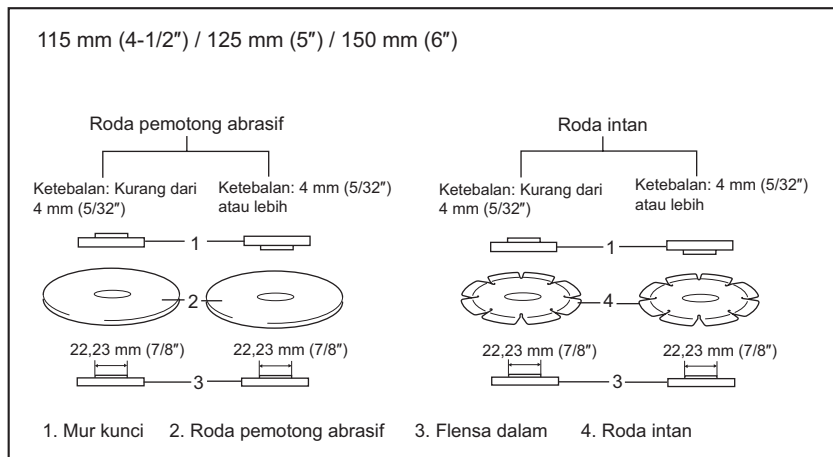 115 mm (4-1/2″) / 125 mm (5″) / 150 mm (6″)
Roda pemotong abrasif
Ketebalan: Kurang dari
4 mm (5/32″)
Ketebalan: 4 mm (5/32″)
atau lebih
1
2
22,23 mm (7/8″)
22,23 mm (7/8″)
3
Roda intan
Ketebalan: Kurang dari
4 mm (5/32″)
Ketebalan: 4 mm (5/32″)
atau lebih
1
4
22,23 mm (7/8″)
22,23 mm (7/8″)
3
1. Mur kunci 2. Roda pemotong abrasif 3. Flensa dalam 4. Roda intan